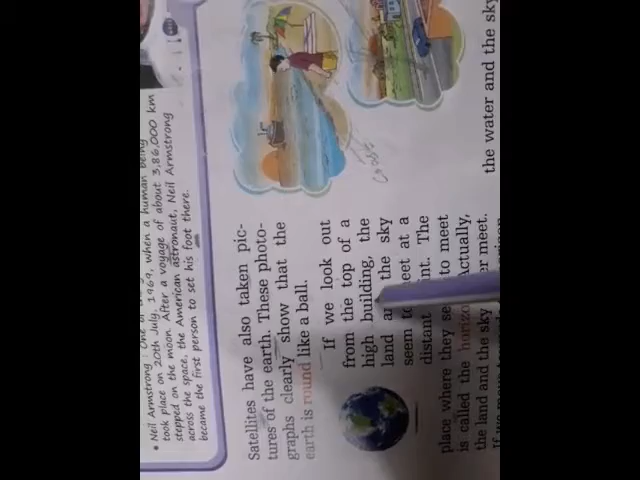 • Neil Armstrong : One
took place on 20th July, 1969, when a human being
stepped on the moon. After a voyage of about 3,86,000 km
across the space, the American astronaut, Neil Armstrong
became the first person to set his foot there.
Satellites have also taken pic-
tures of the earth. These photo-
graphs clearly show that the
earth is round like a ball.
If we look out
from the top of a
high building, the
land the sky
seem at a
distant The
place where they to meet
is called the Actually,
the land and the sky meet.
the water and the sky